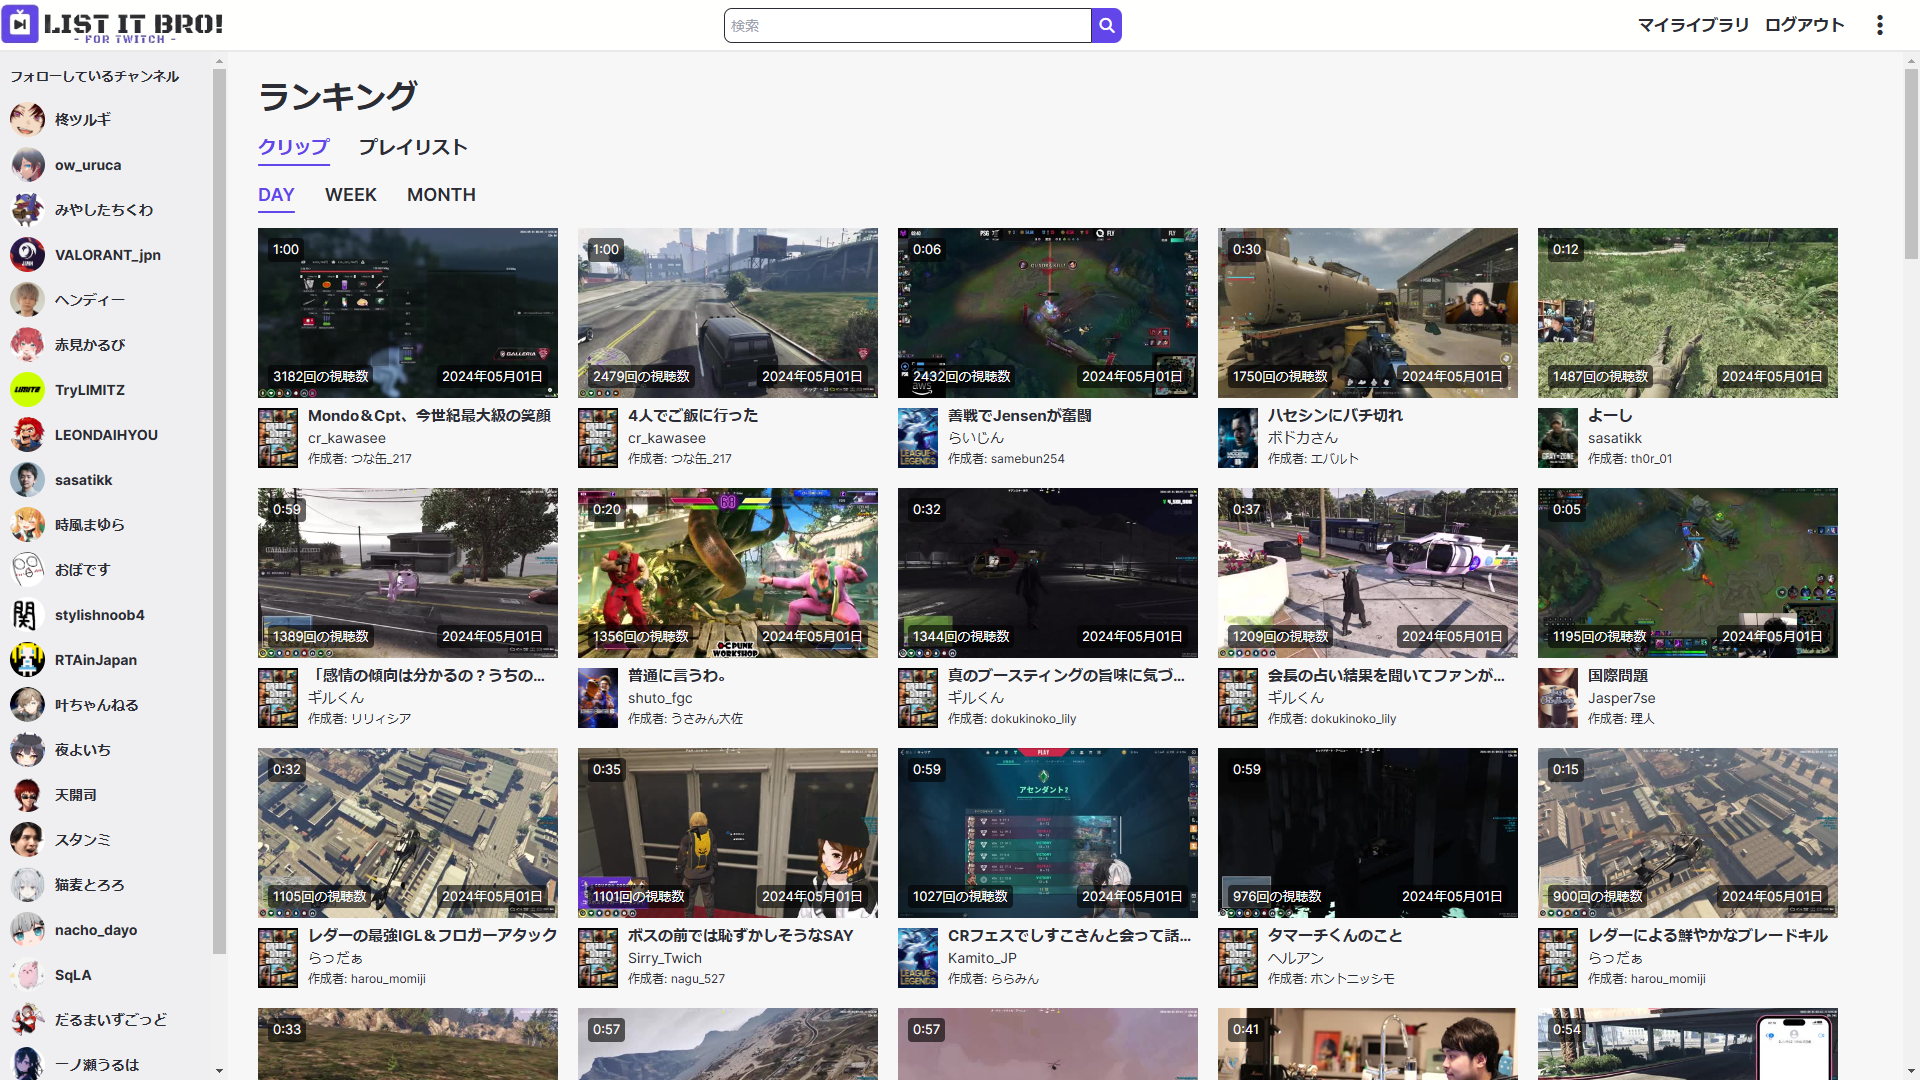 LIST IT BRO!
- FOR TWITCH -
検索
マイライブラリ
ログアウト
フォローしているチャンネル
柊ツルギ
ow_uruca
みやしたちくわ
VALORANT_jpn
ヘンディー
赤見かるび
TryLIMITZ
LEONDAIHYOU
sasatikk
時風まゆら
おぼです
stylishnoob4
RTAinJapan
叶ちゃんねる
夜よいち
天開司
スタンミ
猫麦とろろ
nacho_dayo
SqLA
だるまいずごっど
一ノ瀬うるは
ランキング
クリップ
プレイリスト
DAY
WEEK
MONTH
1:00
3182回の視聴数
2024年05月01日
Mondo＆Cpt、今世紀最大級の笑顔
cr_kawasee
作成者: つな缶_217
1:00
2479回の視聴数
2024年05月01日
4人でご飯に行った
cr_kawasee
作成者: つな缶_217
0:06
2432回の視聴数
2024年05月01日
善戦でJensenが奮闘
らいじん
作成者: samebun254
0:30
1750回の視聴数
2024年05月01日
ハセシンにバチ切れ
ボドカさん
作成者: エバルト
0:12
1487回の視聴数
2024年05月01日
よーし
sasatikk
作成者: th0r_01
0:59
1389回の視聴数
2024年05月01日
「感情の傾向は分かるの？うちの...
ギルくん
作成者: リリィシア
0:20
1356回の視聴数
2024年05月01日
普通に言うわ。
shuto_fgc
作成者: うさみん大佐
0:32
1344回の視聴数
2024年05月01日
真のブースティングの旨味に気づ...
ギルくん
作成者: dokukinoko_lily
0:37
1209回の視聴数
2024年05月01日
会長の占い結果を聞いてファンが...
ギルくん
作成者: dokukinoko_lily
0:05
1195回の視聴数
2024年05月01日
国際問題
Jasper7se
作成者: 理人
0:32
1105回の視聴数
2024年05月01日
レダーの最強IGL＆フロガーアタック
らっだぁ
作成者: harou_momiji
0:35
1101回の視聴数
2024年05月01日
ボスの前では恥ずかしそうなSAY
Sirry_Twich
作成者: nagu_527
0:59
アセンダント2
1027回の視聴数
2024年05月01日
CRフェスでしすこさんと会って話...
Kamito_JP
作成者: ららみん
0:59
976回の視聴数
2024年05月01日
タマーチくんのこと
ヘルアン
作成者: ホントニッシモ
0:15
900回の視聴数
2024年05月01日
レダーによる鮮やかなブレードキル
らっだぁ
作成者: harou_momiji
0:33
0:57
0:57
0:41
0:54